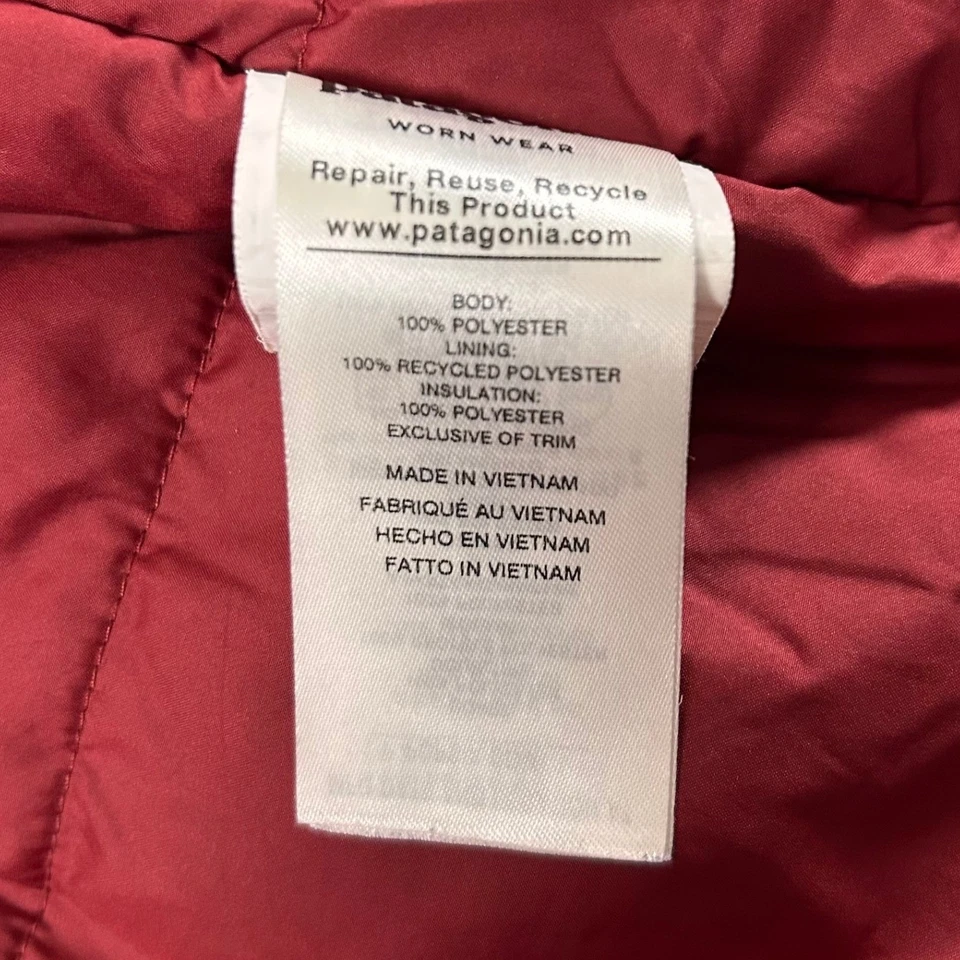 WORN WEAR
Repair, Reuse, Recycle
This Product
www.patagonia.com
BODY:
100% POLYESTER
LINING:
100% RECYCLED POLYESTER
INSULATION:
100% POLYESTER
EXCLUSIVE OF TRIM
MADE IN VIETNAM
FABRIQUÉ AU VIETNAM
HECHO EN VIETNAM
FATTO IN VIETNAM